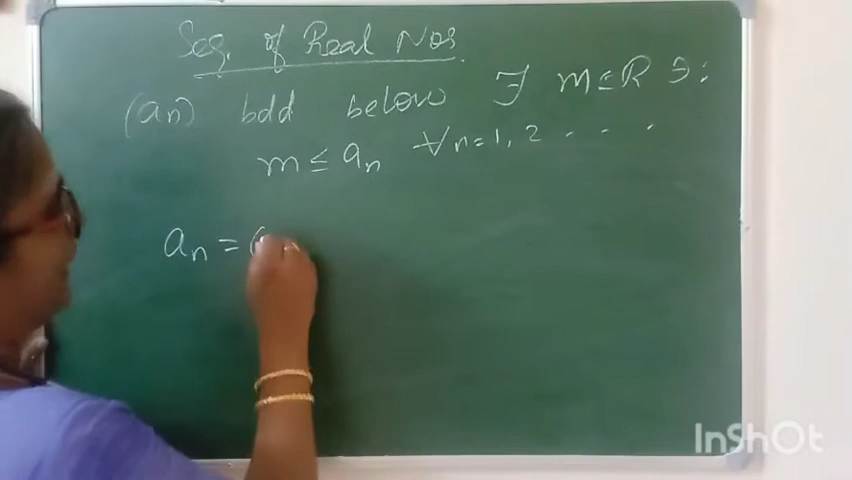 Seq. of Real Nos.
(an) bdd below ∃ m ≤ R ∋:
m ≤ an ∀n=1, 2 . . . .
an = (
InShOt